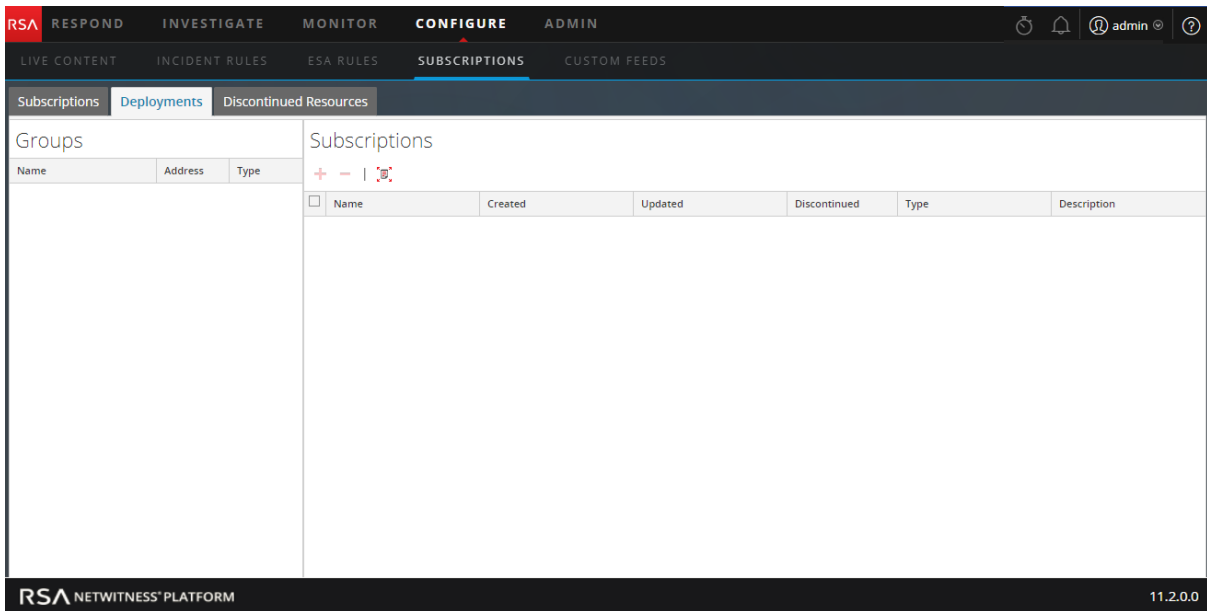 RSA RESPOND INVESTIGATE MONITOR CONFIGURE ADMIN admin ?
LIVE CONTENT INCIDENT RULES ESA RULES SUBSCRIPTIONS CUSTOM FEEDS
Subscriptions Deployments Discontinued Resources
Groups
Name Address Type
Subscriptions
Name Created Updated Discontinued Type Description
RSA NETWITNESS® PLATFORM 11.2.0.0